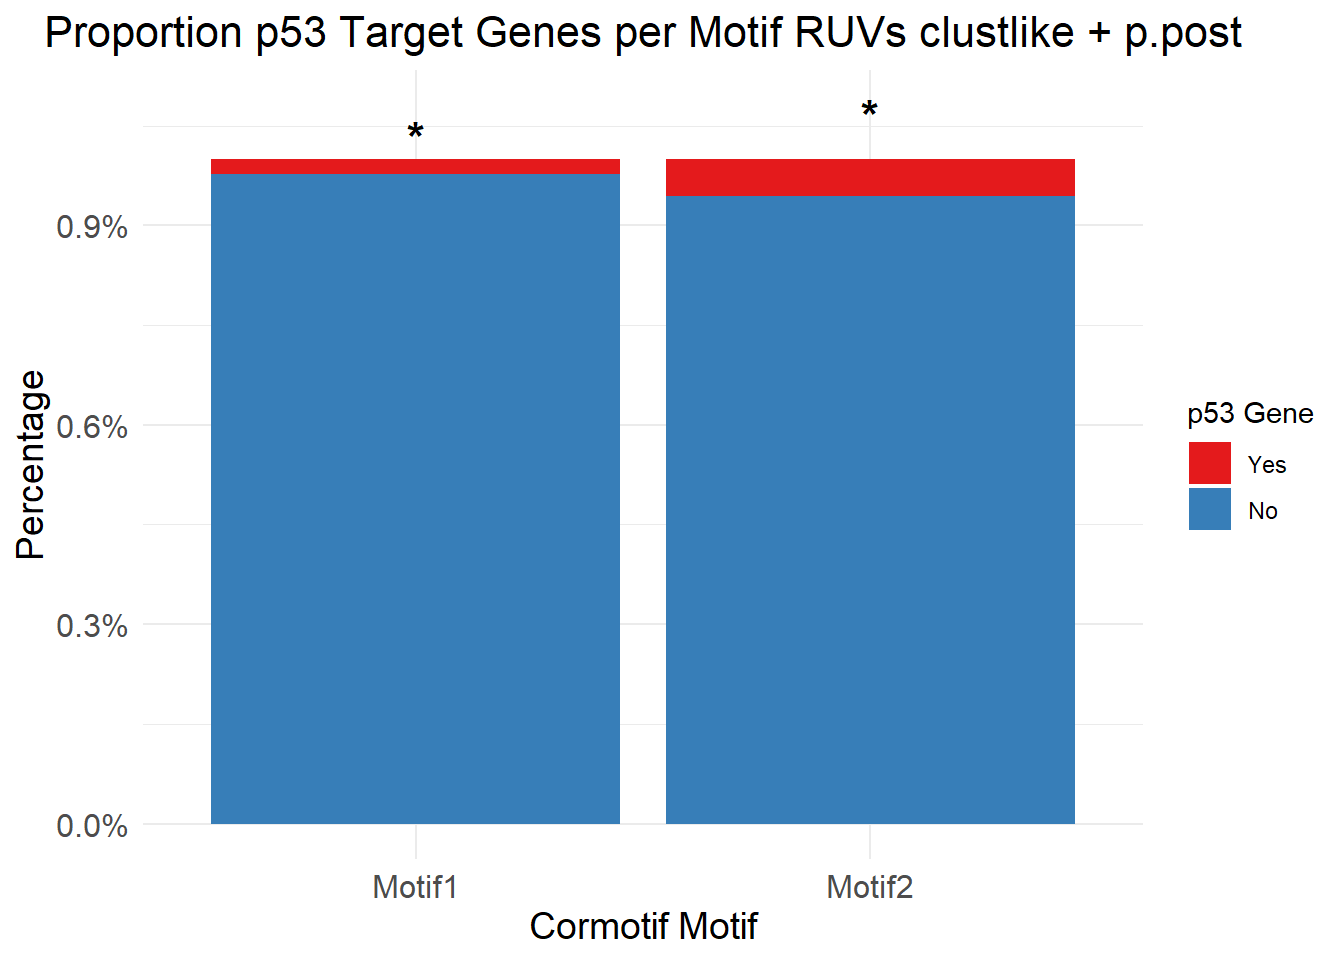 Proportion p53 Target Genes per Motif RUVs clustlike + p.post
*
*
0.9%
0.6%
0.3%
0.0%
Percentage
Motif1
Motif2
Cormotif Motif
p53 Gene
Yes
No